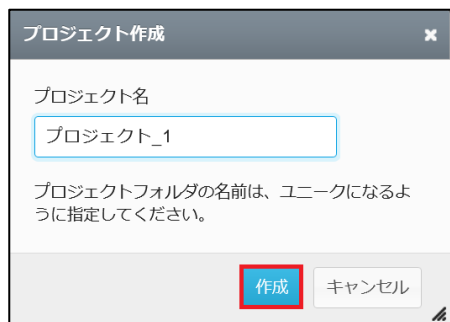 プロジェクト作成
プロジェクト名
プロジェクト_1
プロジェクトフォルダの名前は、ユニークになるよ
うに指定してください。
作成
キャンセル